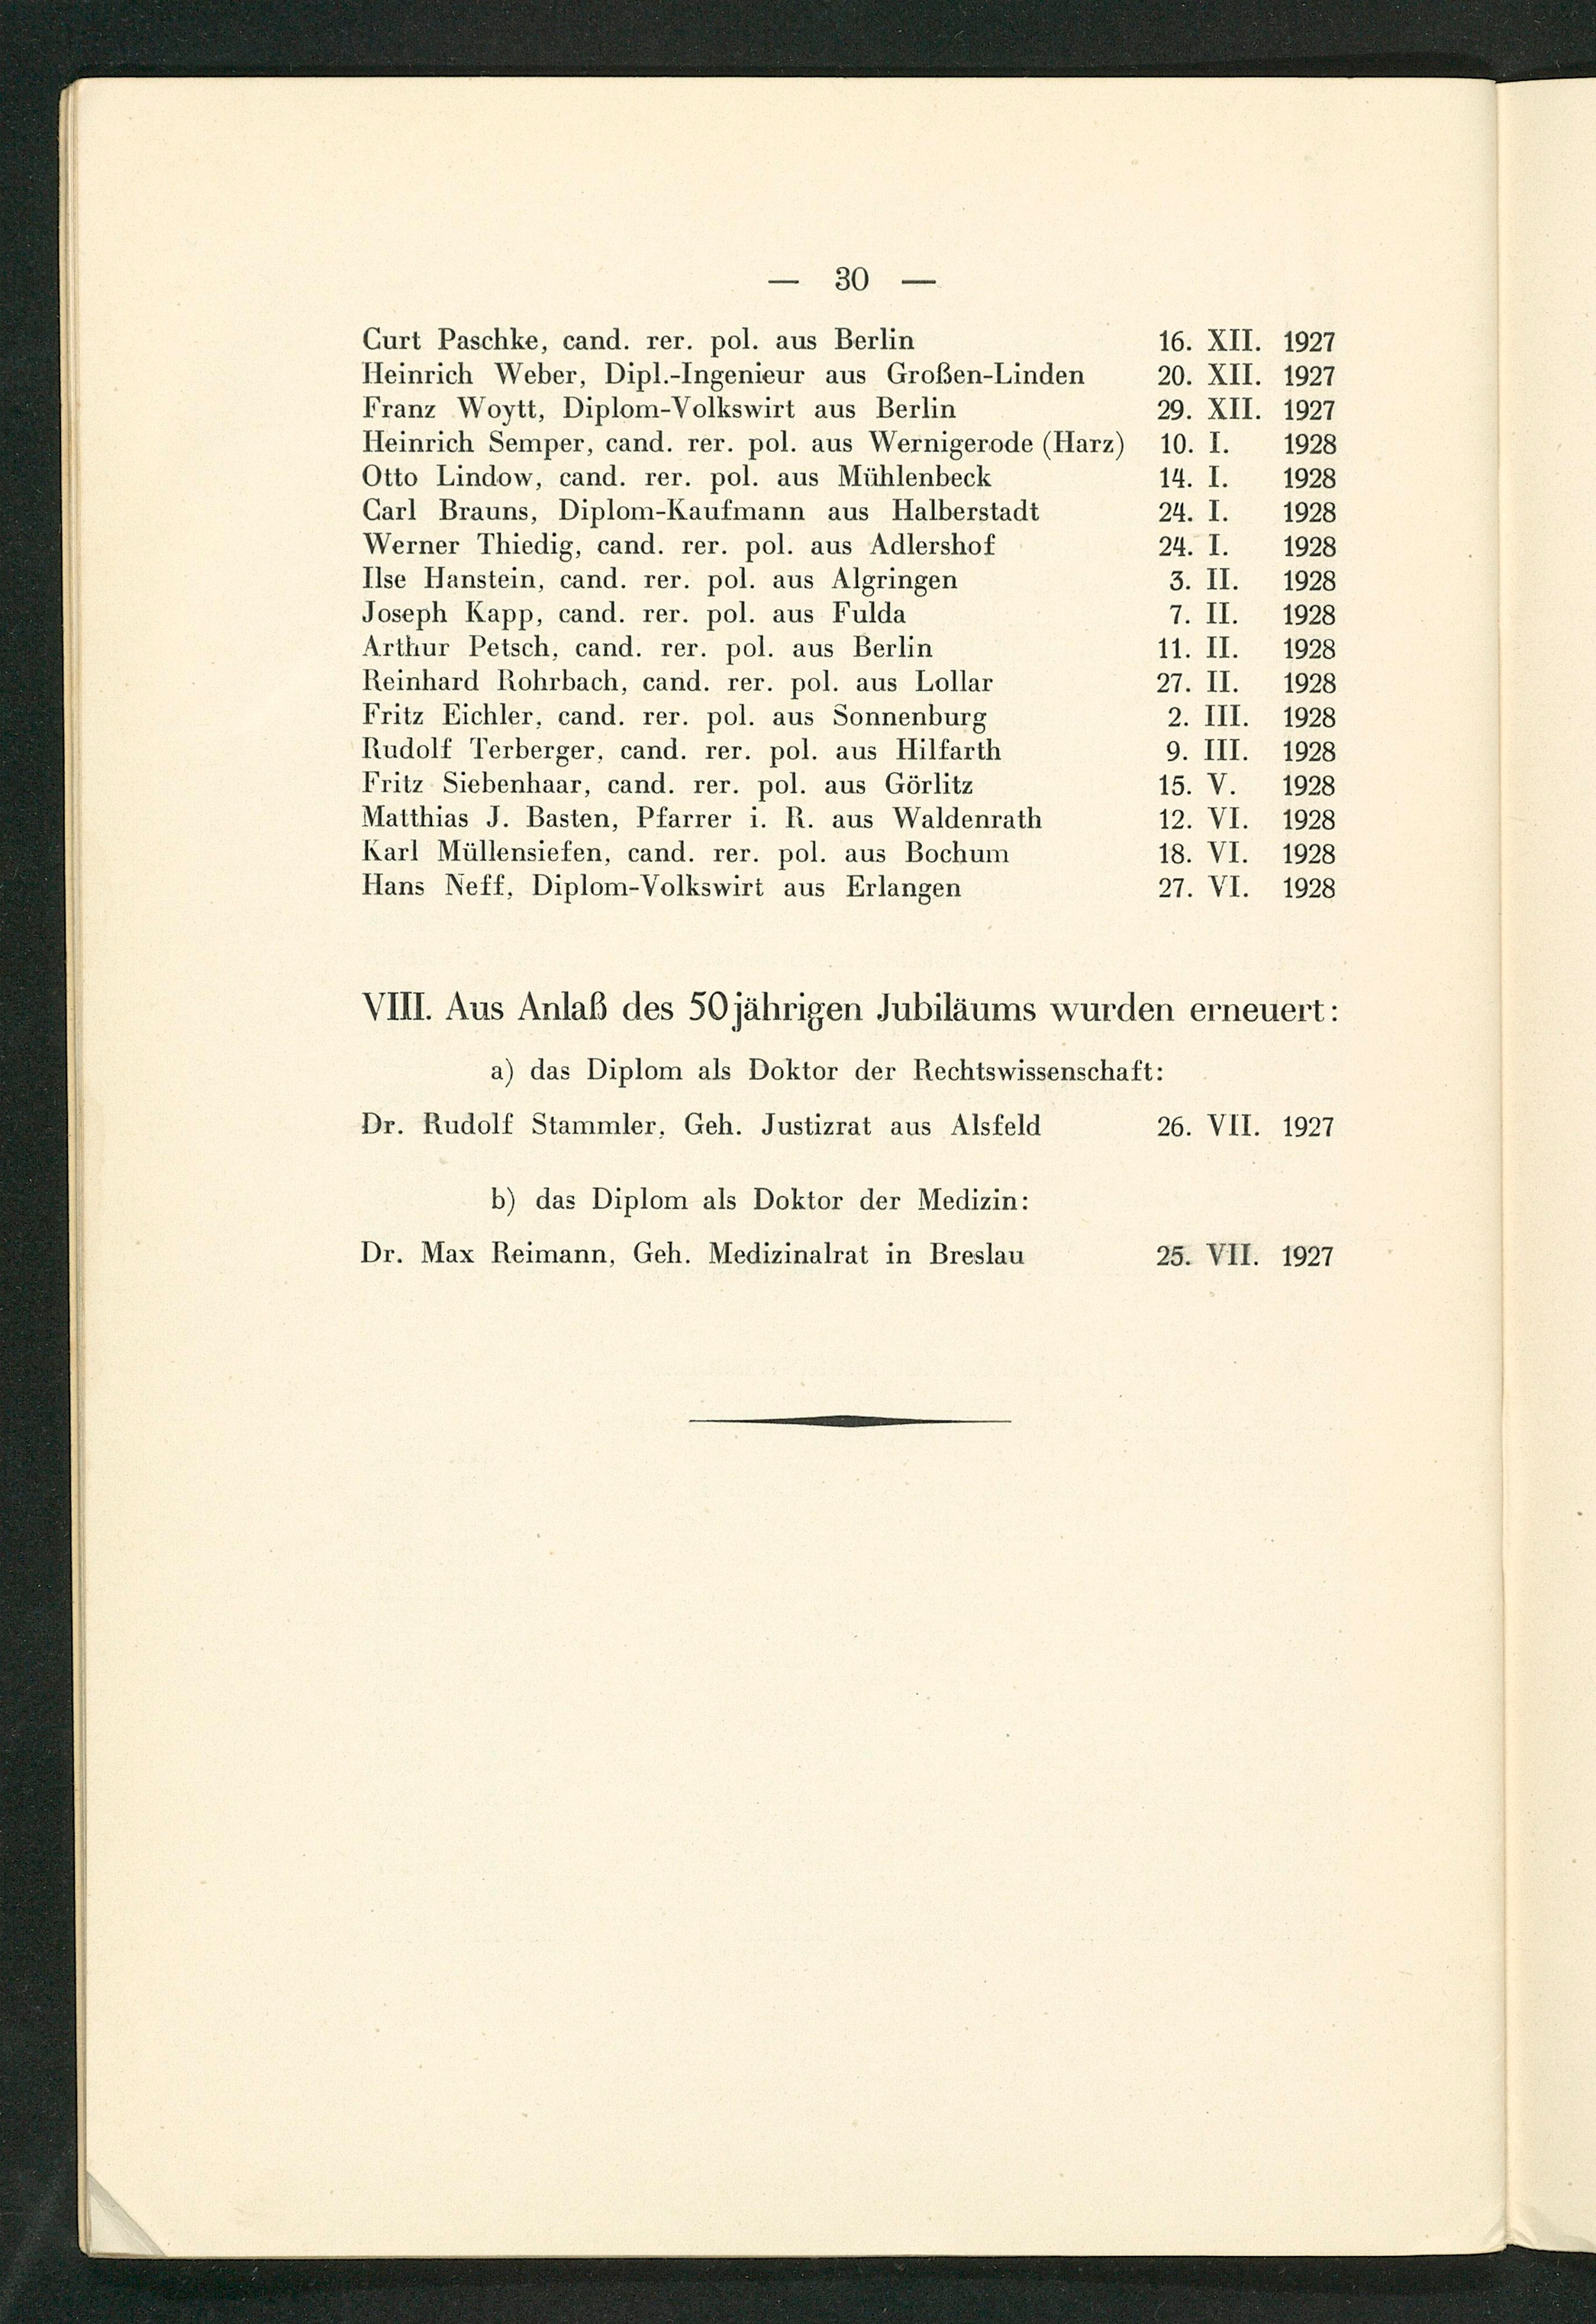 — 30 —
Curt Paschke, cand. rer. pol. aus Berlin 16. XII. 1927
Heinrich Weber, Dipl.-Ingenieur aus Großen-Linden 20. XII. 1927
Franz Woytt, Diplom-Volkswirt aus Berlin 29. XII. 1927
Heinrich Semper, cand. rer. pol. aus Wernigerode (Harz) 10. I. 1928
Otto Lindow, cand. rer. pol. aus Mühlenbeck 14. I. 1928
Carl Brauns, Diplom-Kaufmann aus Halberstadt 24. I. 1928
Werner Thiedig, cand. rer. pol. aus Adlershof 24. I. 1928
Ilse Hanstein, cand. rer. pol. aus Algringen 3. II. 1928
Joseph Kapp, cand. rer. pol. aus Fulda 7. II. 1928
Arthur Petsch, cand. rer. pol. aus Berlin 11. II. 1928
Reinhard Rohrbach, cand. rer. pol. aus Lollar 27. II. 1928
Fritz Eichler, cand. rer. pol. aus Sonnenburg 2. III. 1928
Rudolf Terberger, cand. rer. pol. aus Hilfarth 9. III. 1928
Fritz Siebenhaar, cand. rer. pol. aus Görlitz 15. V. 1928
Matthias J. Basten, Pfarrer i. R. aus Waldenrath 12. VI. 1928
Karl Müllensiefen, cand. rer. pol. aus Bochum 18. VI. 1928
Hans Neff, Diplom-Volkswirt aus Erlangen 27. VI. 1928
VIII. Aus Anlaß des 50jährigen Jubiläums wurden erneuert:
a) das Diplom als Doktor der Rechtswissenschaft:
Dr. Rudolf Stammler, Geh. Justizrat aus Alsfeld 26. VII. 1927
b) das Diplom als Doktor der Medizin:
Dr. Max Reimann, Geh. Medizinalrat in Breslau 25. VII. 1927